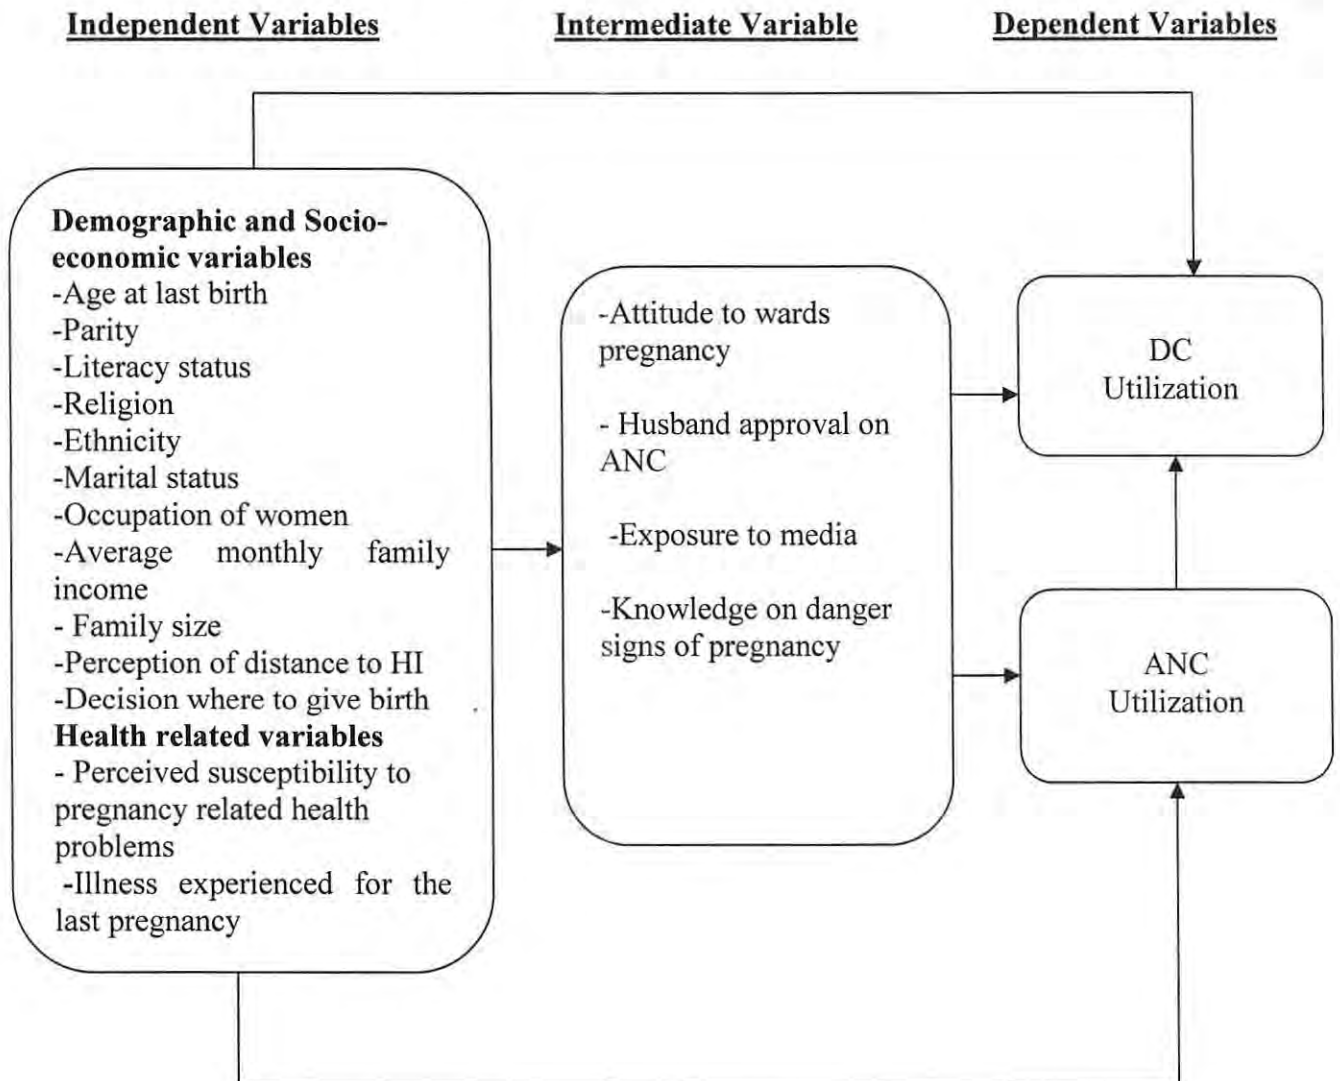 Independent Variables
Intermediate Variable
Dependent Variables
Demographic and Socio-
economic variables
-Age at last birth
-Parity
-Literacy status
-Religion
-Ethnicity
-Marital status
-Occupation of women
-Average monthly family
income
- Family size
-Perception of distance to HI
-Decision where to give birth
Health related variables
- Perceived susceptibility to
pregnancy related health
problems
-Illness experienced for the
last pregnancy
-Attitude to wards
pregnancy
- Husband approval on
ANC
-Exposure to media
-Knowledge on danger
signs of pregnancy
DC
Utilization
ANC
Utilization